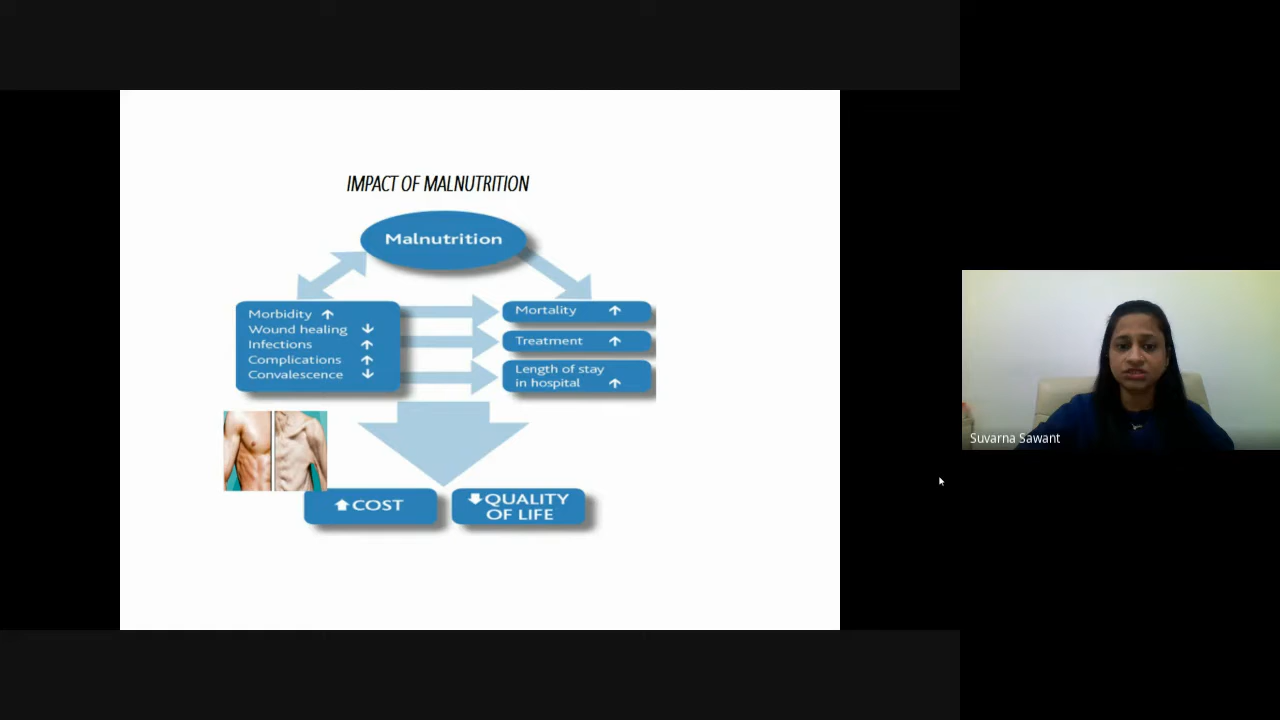 IMPACT OF MALNUTRITION
Malnutrition
Morbidity ↑
Wound healing ↓
Infections ↑
Complications ↑
Convalescence ↓
Mortality ↑
Treatment ↑
Length of stay
in hospital ↑
⬆COST
⬇QUALITY
OF LIFE
Suvarna Sawant